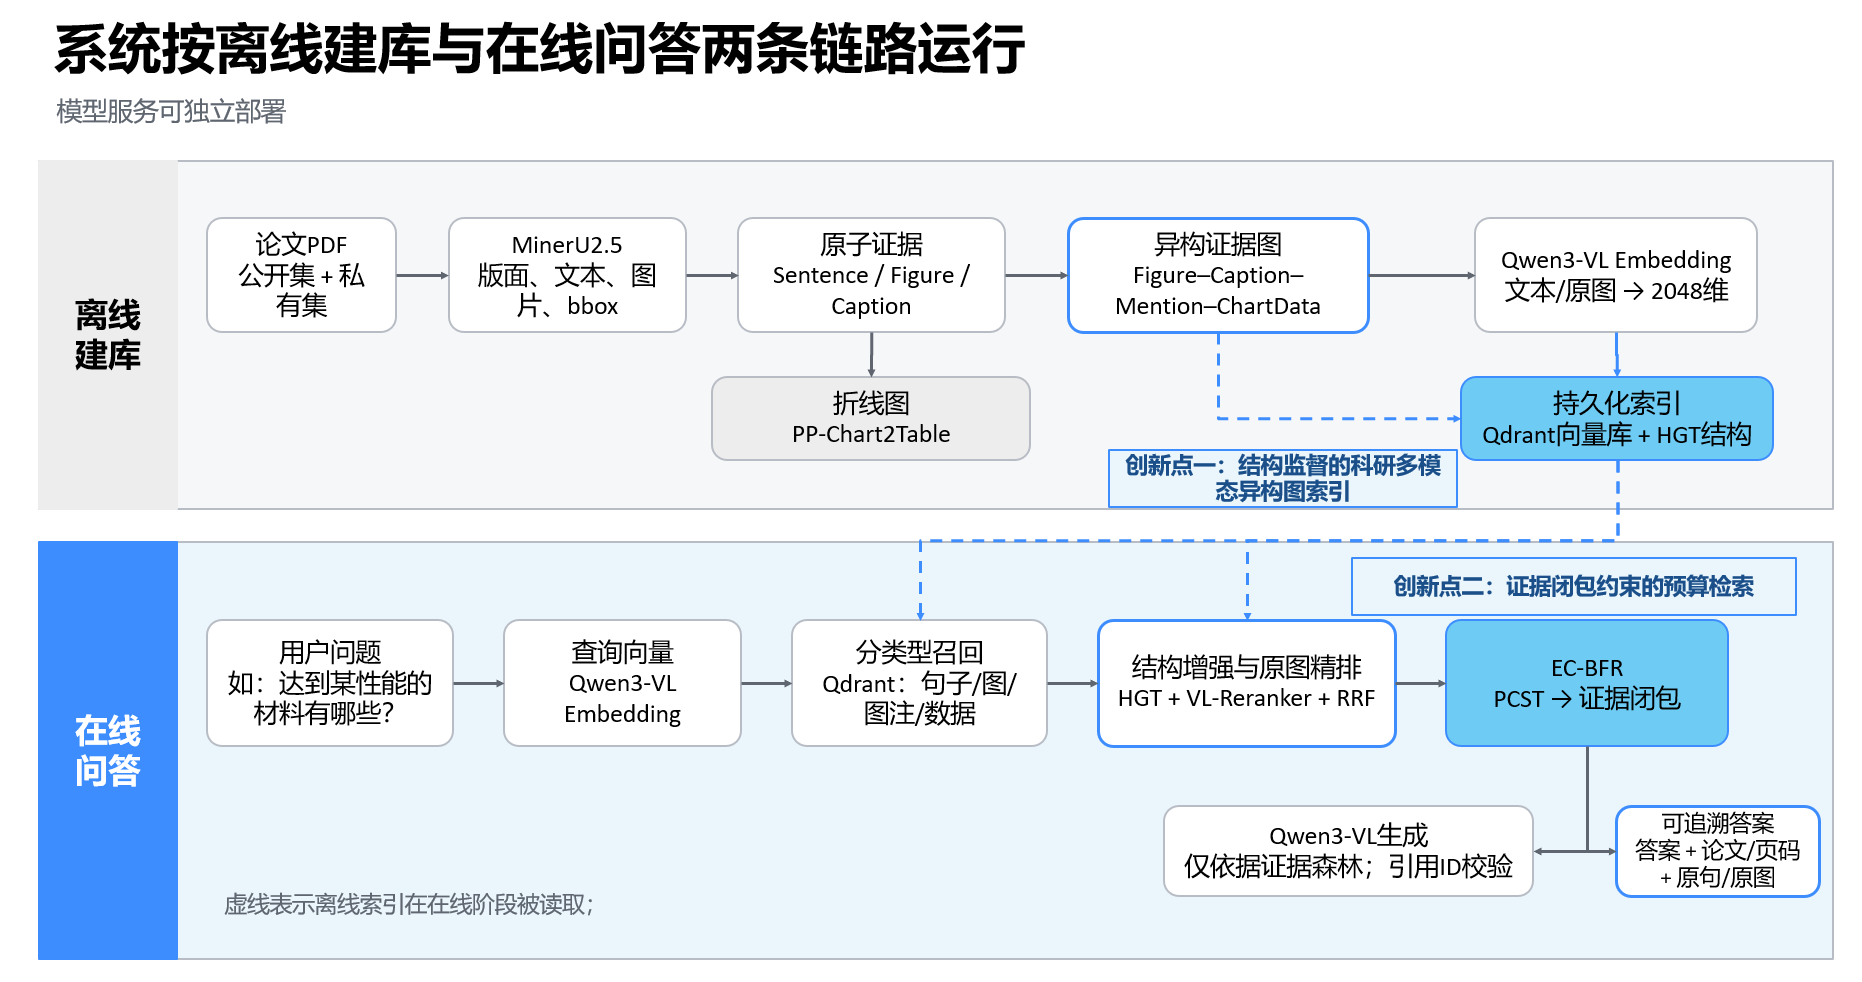 系统按离线建库与在线问答两条链路运行
模型服务可独立部署
离线
建库
论文PDF
公开集 + 私
有集
MinerU2.5
版面、文本、图
片、bbox
原子证据
Sentence / Figure /
Caption
异构证据图
Figure–Caption–
Mention–ChartData
Qwen3-VL Embedding
文本/原图 → 2048维
折线图
PP-Chart2Table
持久化索引
Qdrant向量库 + HGT结构
创新点一：结构监督的科研多模
态异构图索引
在线
问答
创新点二：证据闭包约束的预算检索
用户问题
如：达到某性能的
材料有哪些？
查询向量
Qwen3-VL
Embedding
分类型召回
Qdrant：句子/图/
图注/数据
结构增强与原图精排
HGT + VL-Reranker + RRF
EC-BFR
PCST → 证据闭包
Qwen3-VL生成
仅依据证据森林；引用ID校验
可追溯答案
答案 + 论文/页码
+ 原句/原图
虚线表示离线索引在在线阶段被读取；